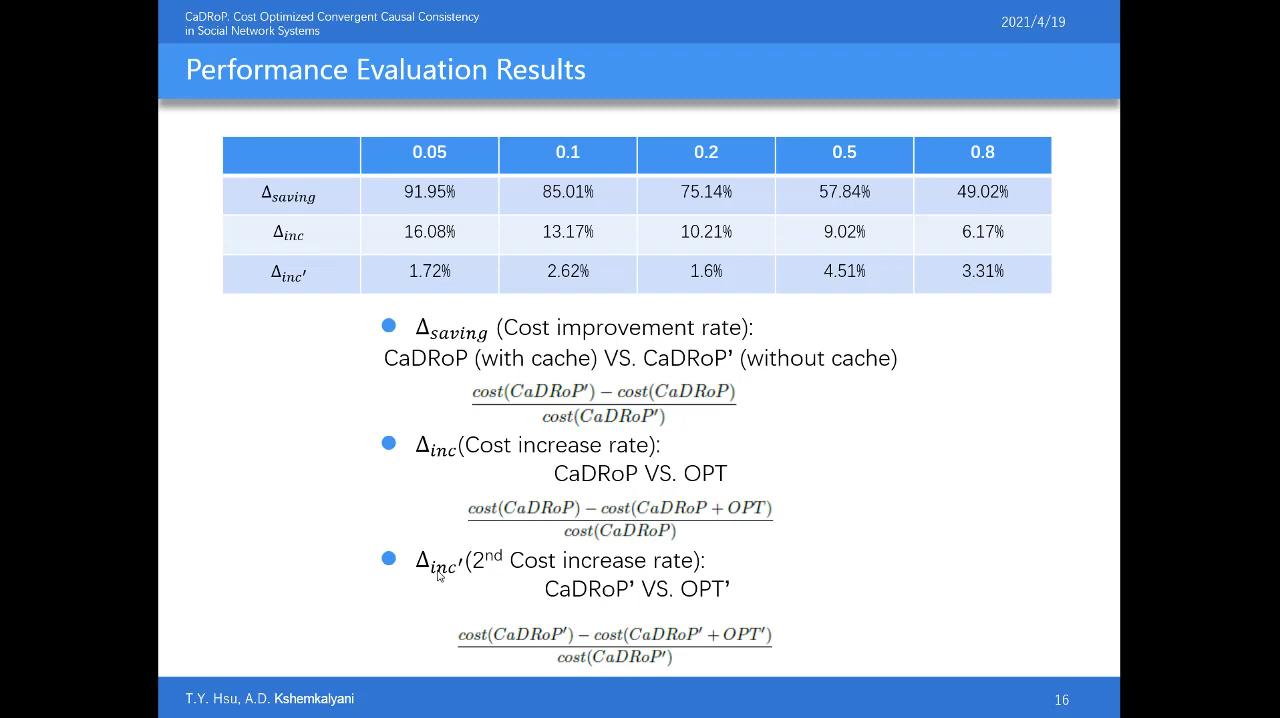 CaDRoP. Cost Optimized Convergent Causal Consistency
in Social Network Systems
2021/4/19
Performance Evaluation Results
0.05 0.1 0.2 0.5 0.8
Δ_saving 91.95% 85.01% 75.14% 57.84% 49.02%
Δ_inc 16.08% 13.17% 10.21% 9.02% 6.17%
Δ_inc′ 1.72% 2.62% 1.6% 4.51% 3.31%
Δ_saving (Cost improvement rate):
CaDRoP (with cache) VS. CaDRoP’ (without cache)
cost(CaDRoP′) − cost(CaDRoP)
cost(CaDRoP′)
Δ_inc(Cost increase rate):
CaDRoP VS. OPT
cost(CaDRoP) − cost(CaDRoP + OPT)
cost(CaDRoP)
Δ_inc′(2nd Cost increase rate):
CaDRoP’ VS. OPT’
cost(CaDRoP′) − cost(CaDRoP′ + OPT′)
cost(CaDRoP′)
T.Y. Hsu, A.D. Kshemkalyani
16